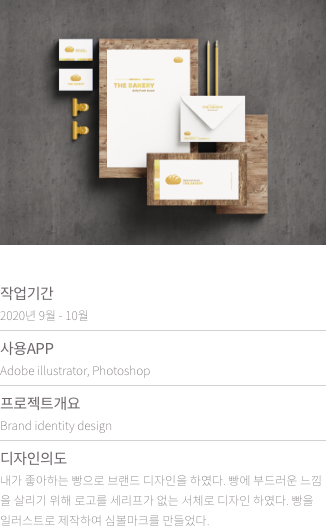 THE BAKERY
작업기간
2020년 9월 - 10월
사용APP
Adobe illustrator, Photoshop
프로젝트개요
Brand identity design
디자인의도
내가 좋아하는 빵으로 브랜드 디자인을 하였다. 빵에 부드러운 느낌
을 살리기 위해 로고를 세리프가 없는 서체로 디자인 하였다. 빵을
일러스트로 제작하여 심볼마크를 만들었다.